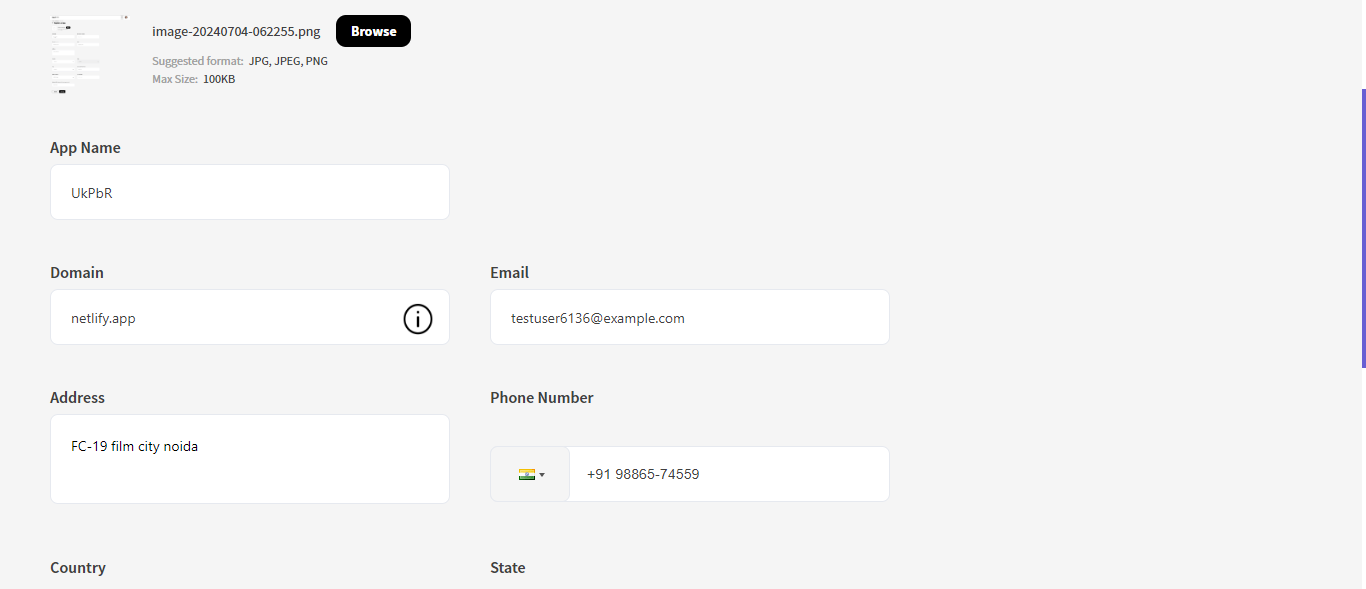 image-20240704-062255.png
Browse
Suggested format: JPG, JPEG, PNG
Max Size: 100KB
App Name
UkPbR
Domain
Email
netlify.app
testuser6136@example.com
Address
Phone Number
FC-19 film city noida
+91 98865-74559
Country
State